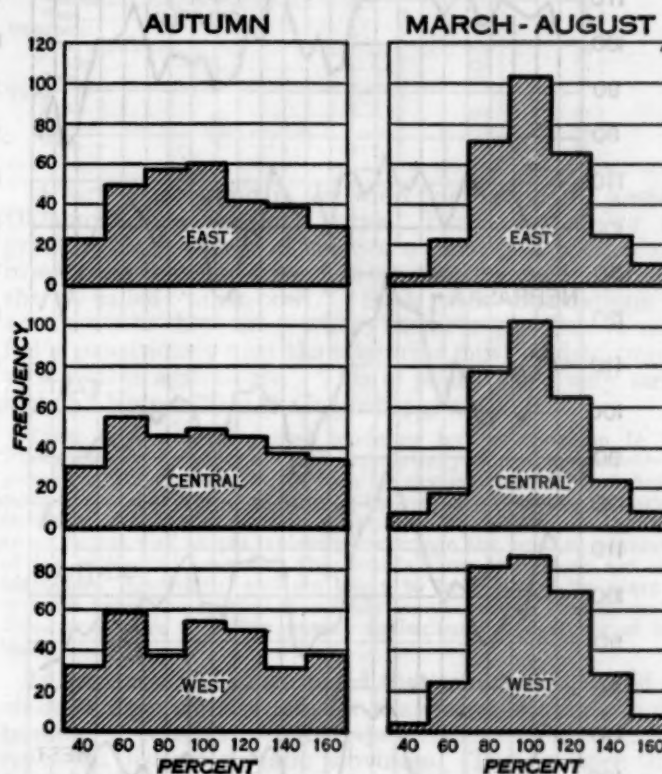 AUTUMN MARCH - AUGUST
120
100
80
60
40
20
0
EAST EAST
FREQUENCY
100
80
60
40
20
0
CENTRAL CENTRAL
80
60
40
20
0
WEST WEST
40 60 80 100 120 140 160 40 60 80 100 120 140 160
PERCENT PERCENT